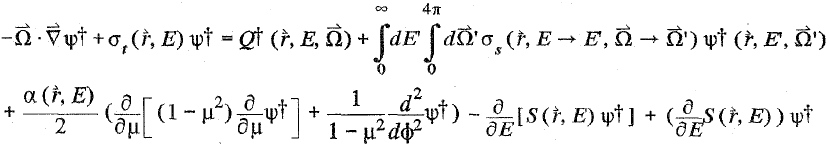 -Ω⃗ · ∇⃗ ψ† + σ_t (r⃗, E) ψ† = Q† (r⃗, E, Ω⃗) + ∫_0^∞ dE' ∫_0^{4π} dΩ⃗' σ_s (r⃗, E → E', Ω⃗ → Ω⃗') ψ† (r⃗, E', Ω⃗')
+ α(r⃗, E)/2 (∂/∂μ [(1 − μ²) ∂/∂μ ψ†] + 1/(1 − μ²) d²/dϕ² ψ†) − ∂/∂E [S(r⃗, E) ψ†] + (∂/∂E S(r⃗, E)) ψ†